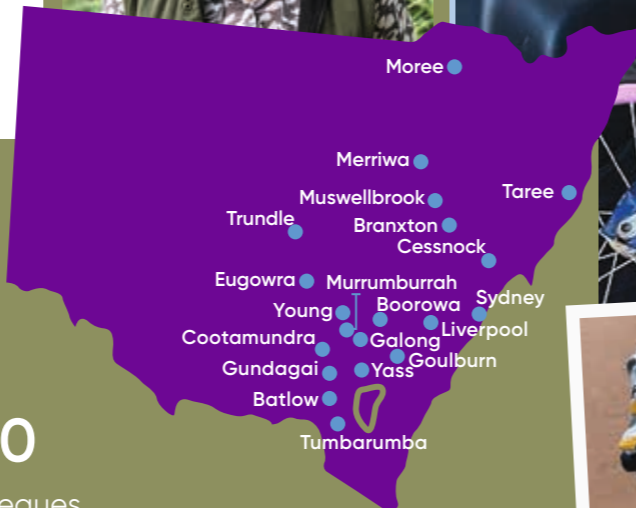 Moree
Merriwa
Muswellbrook
Taree
Trundle
Branxton
Cessnock
Eugowra
Murrumburrah
Young
Boorowa
Sydney
Liverpool
Cootamundra
Galong
Goulburn
Gundagai
Yass
Batlow
Tumbarumba
0